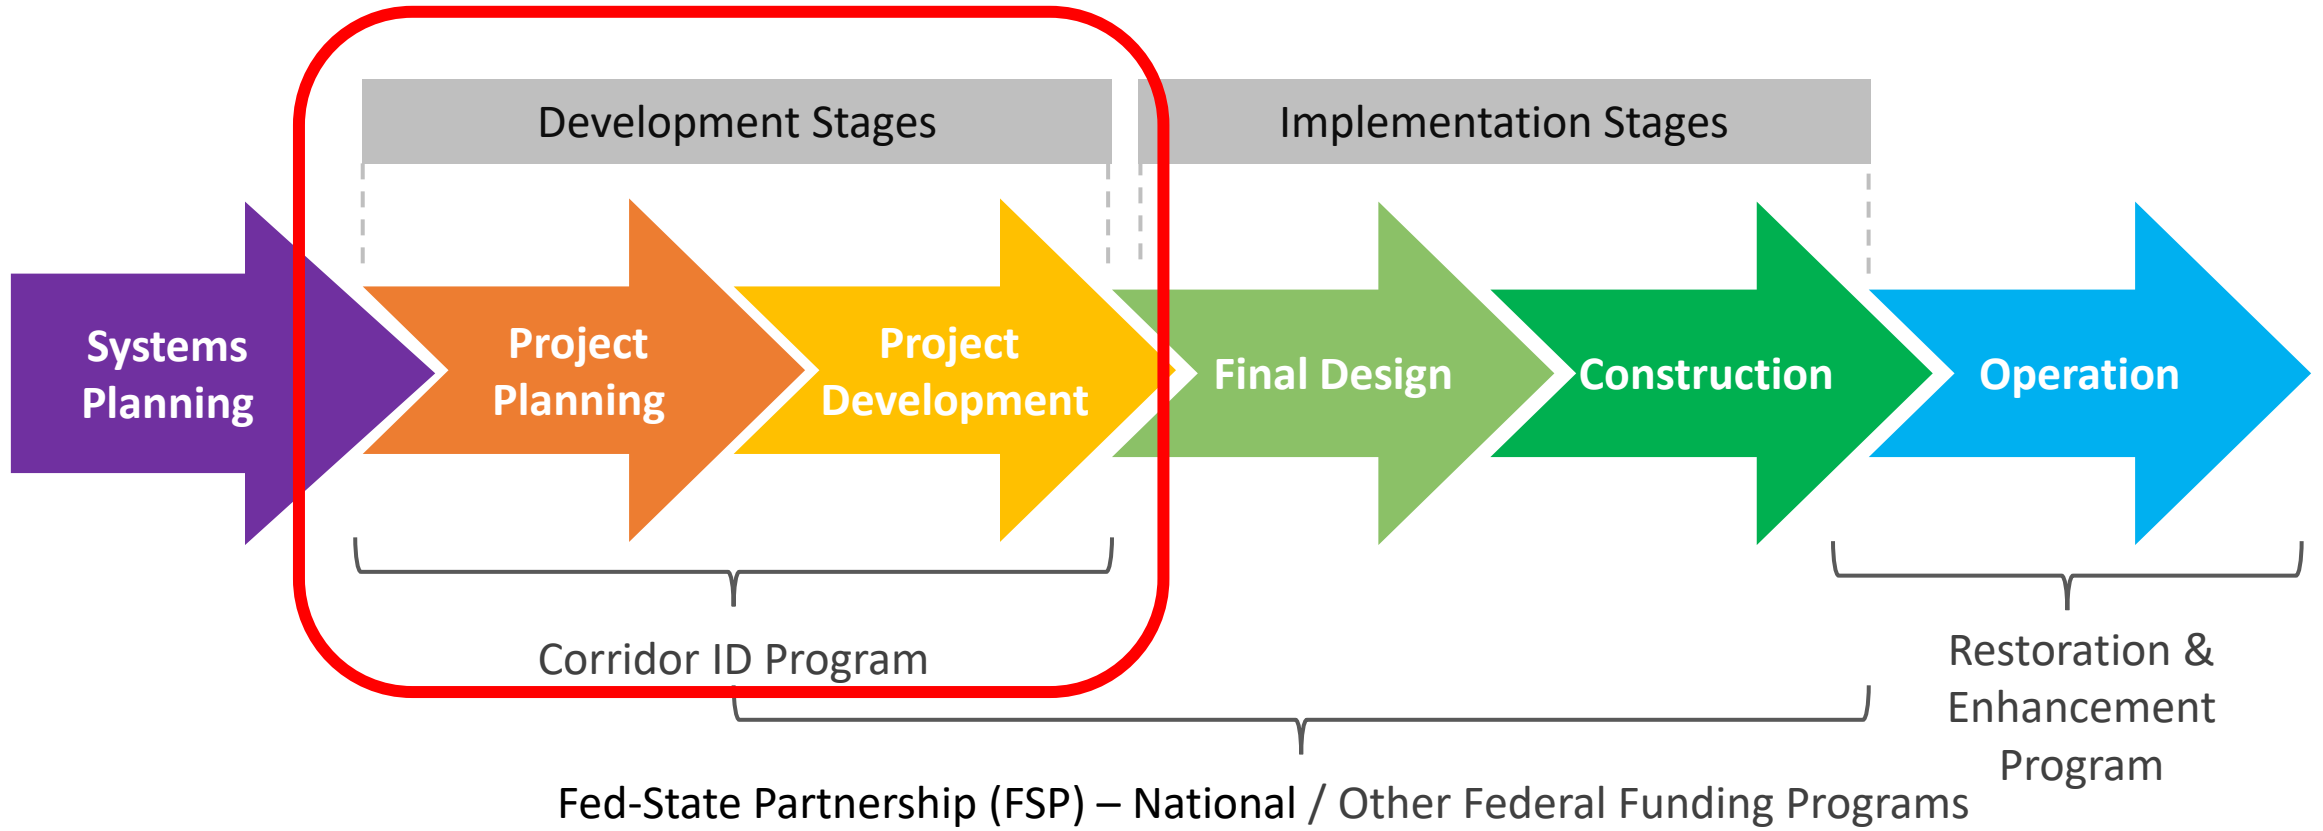 Development Stages
Implementation Stages
Systems
Planning
Project
Planning
Project
Development
Final Design
Construction
Operation
Corridor ID Program
Restoration &
Enhancement
Program
Fed-State Partnership (FSP) – National / Other Federal Funding Programs